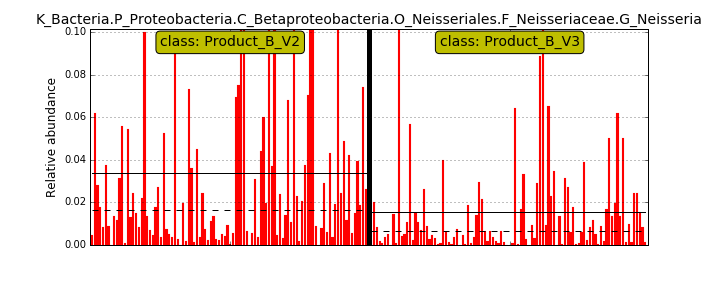 K_Bacteria.P_Proteobacteria.C_Betaproteobacteria.O_Neisseriales.F_Neisseriaceae.G_Neisseria
class: Product_B_V2
class: Product_B_V3
Relative abundance
0.10
0.08
0.06
0.04
0.02
0.00